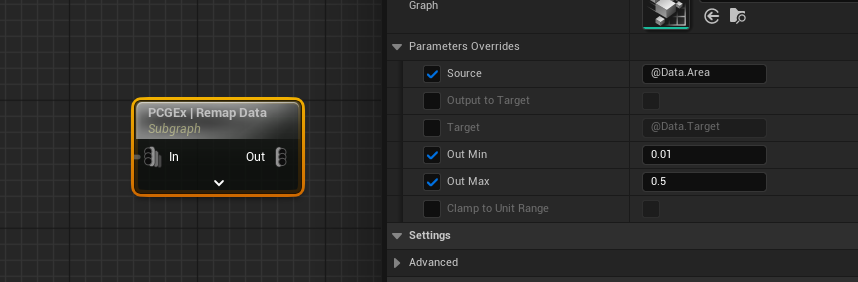 PCGEx | Remap Data
Subgraph
In
Out
Graph
Parameters Overrides
Source
@Data.Area
Output to Target
Target
@Data.Target
Out Min
0.01
Out Max
0.5
Clamp to Unit Range
Settings
Advanced